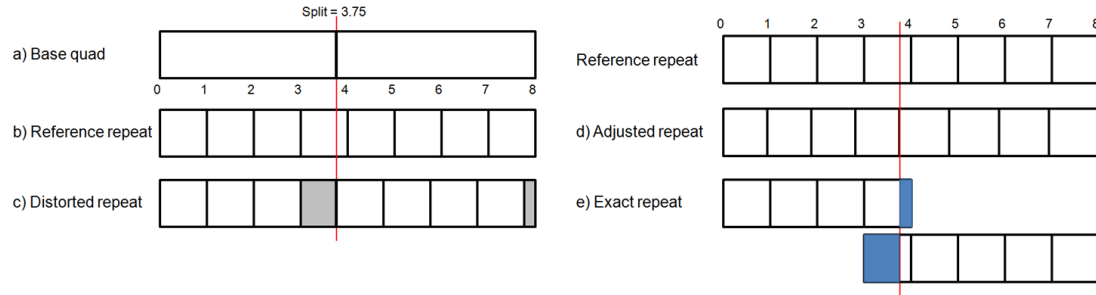 Split = 3.75
a) Base quad
0 1 2 3 4 5 6 7 8
b) Reference repeat
c) Distorted repeat
0 1 2 3 4 5 6 7 8
Reference repeat
d) Adjusted repeat
e) Exact repeat